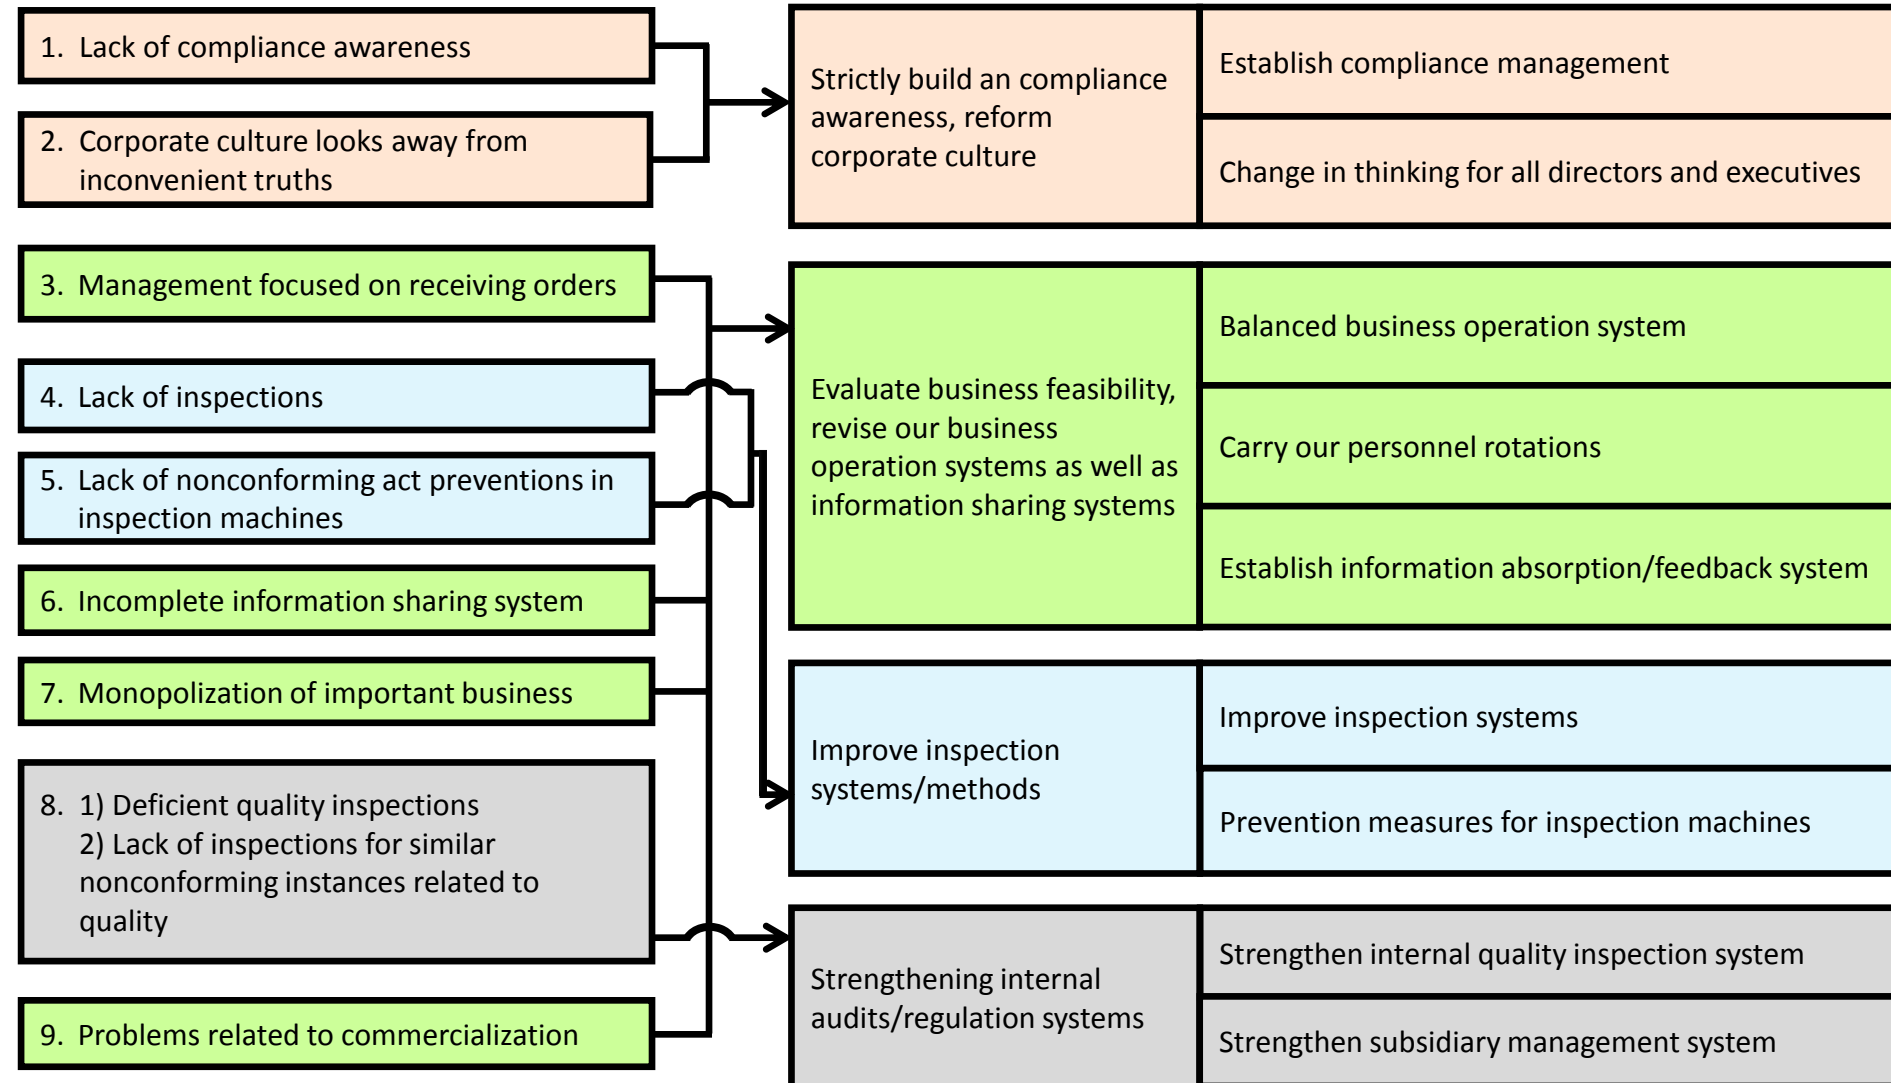 1. Lack of compliance awareness
2. Corporate culture looks away from
inconvenient truths
3. Management focused on receiving orders
4. Lack of inspections
5. Lack of nonconforming act preventions in
inspection machines
6. Incomplete information sharing system
7. Monopolization of important business
8. 1) Deficient quality inspections
2) Lack of inspections for similar
nonconforming instances related to
quality
9. Problems related to commercialization
Strictly build an compliance
awareness, reform
corporate culture
Establish compliance management
Change in thinking for all directors and executives
Evaluate business feasibility,
revise our business
operation systems as well as
information sharing systems
Balanced business operation system
Carry our personnel rotations
Establish information absorption/feedback system
Improve inspection
systems/methods
Improve inspection systems
Prevention measures for inspection machines
Strengthening internal
audits/regulation systems
Strengthen internal quality inspection system
Strengthen subsidiary management system